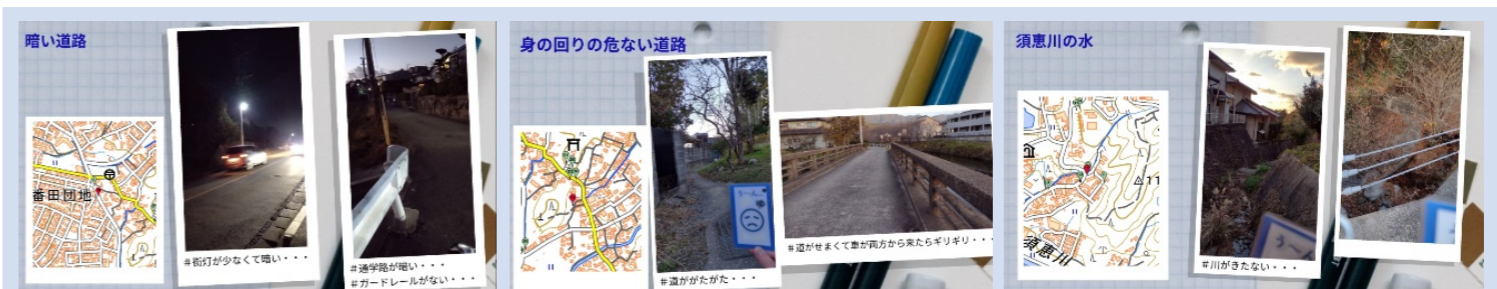 暗い道路
番田団地
#街灯が少なくて暗い・・・
#通学路が暗い・・・
#ガードレールがない・・・
身の回りの危ない道路
う〜ん
#道ががたがた・・・
#道がせまくて車が両方から来たらギリギリ・・・
須恵川の水
△11
須恵川
う〜
#川がきたない・・・